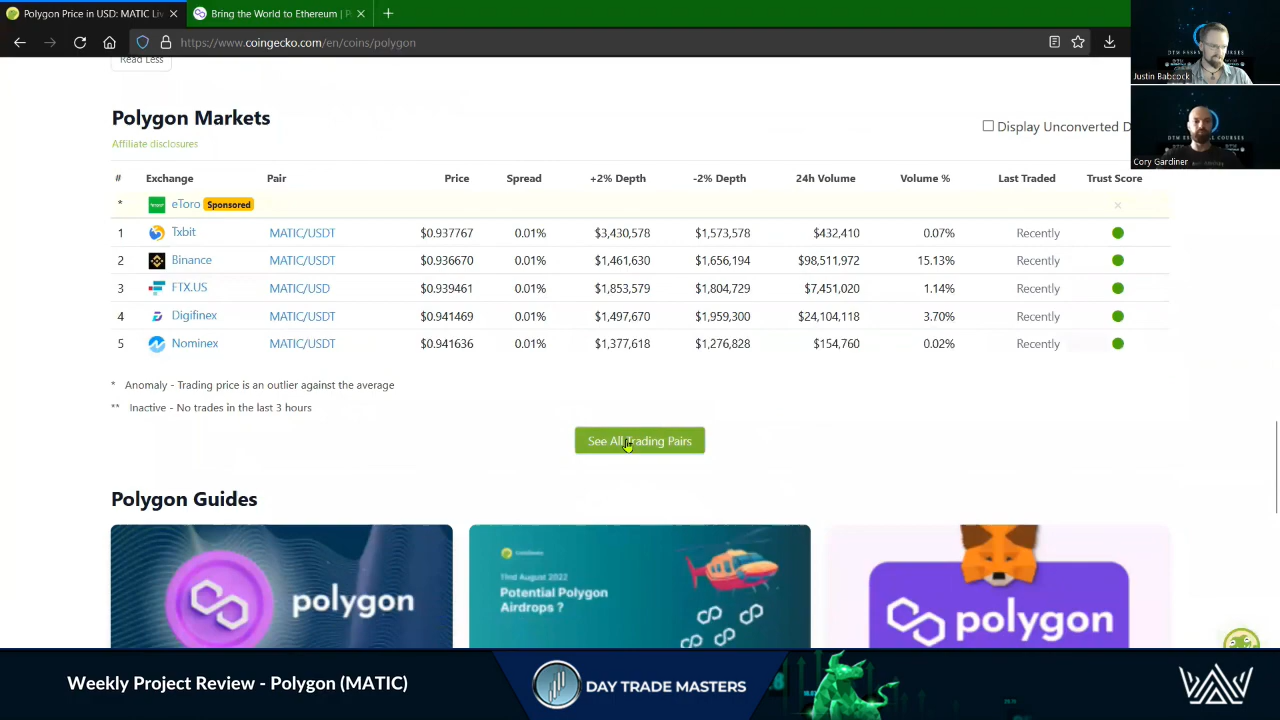 Polygon Price in USD: MATIC Liv
Bring the World to Ethereum | P
https://www.coingecko.com/en/coins/polygon
Justin Babcock
Cory Gardiner
Read Less
Polygon Markets
Affiliate disclosures
Display Unconverted D
# Exchange Pair Price Spread +2% Depth -2% Depth 24h Volume Volume % Last Traded Trust Score
* eToro Sponsored
1 Txbit MATIC/USDT $0.937767 0.01% $3,430,578 $1,573,578 $432,410 0.07% Recently
2 Binance MATIC/USDT $0.936670 0.01% $1,461,630 $1,656,194 $98,511,972 15.13% Recently
3 FTX.US MATIC/USD $0.939461 0.01% $1,853,579 $1,804,729 $7,451,020 1.14% Recently
4 Digifinex MATIC/USDT $0.941469 0.01% $1,497,670 $1,959,300 $24,104,118 3.70% Recently
5 Nominex MATIC/USDT $0.941636 0.01% $1,377,618 $1,276,828 $154,760 0.02% Recently
* Anomaly - Trading price is an outlier against the average
** Inactive - No trades in the last 3 hours
See All Trading Pairs
Polygon Guides
polygon
CoinGecko
August 2022
Potential Polygon
Airdrops ?
polygon
Weekly Project Review - Polygon (MATIC)
DAY TRADE MASTERS